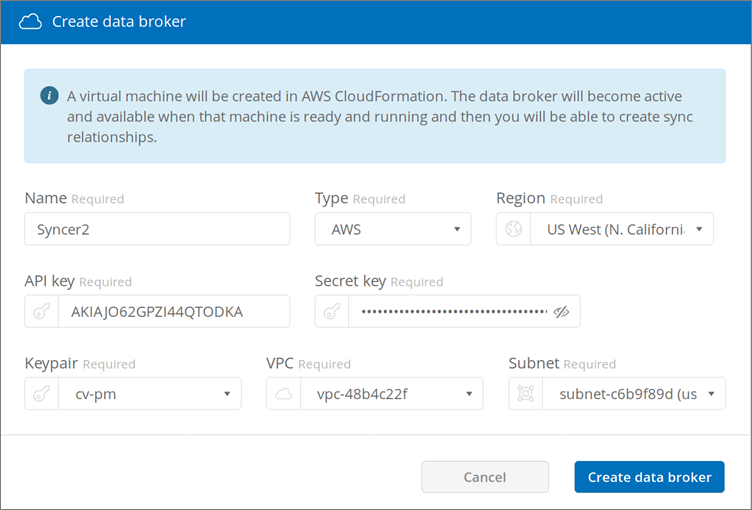 Create data broker
A virtual machine will be created in AWS CloudFormation. The data broker will become active
and available when that machine is ready and running and then you will be able to create sync
relationships.
Name Required Type Required Region Required
Syncer2 AWS US West (N. Californi
API key Required Secret key Required
AKIAJO62GPZI44QTODKA ••••••••••••••••••••••••••••••••
Keypair Required VPC Required Subnet Required
cv-pm vpc-48b4c22f subnet-c6b9f89d (us
Cancel Create data broker